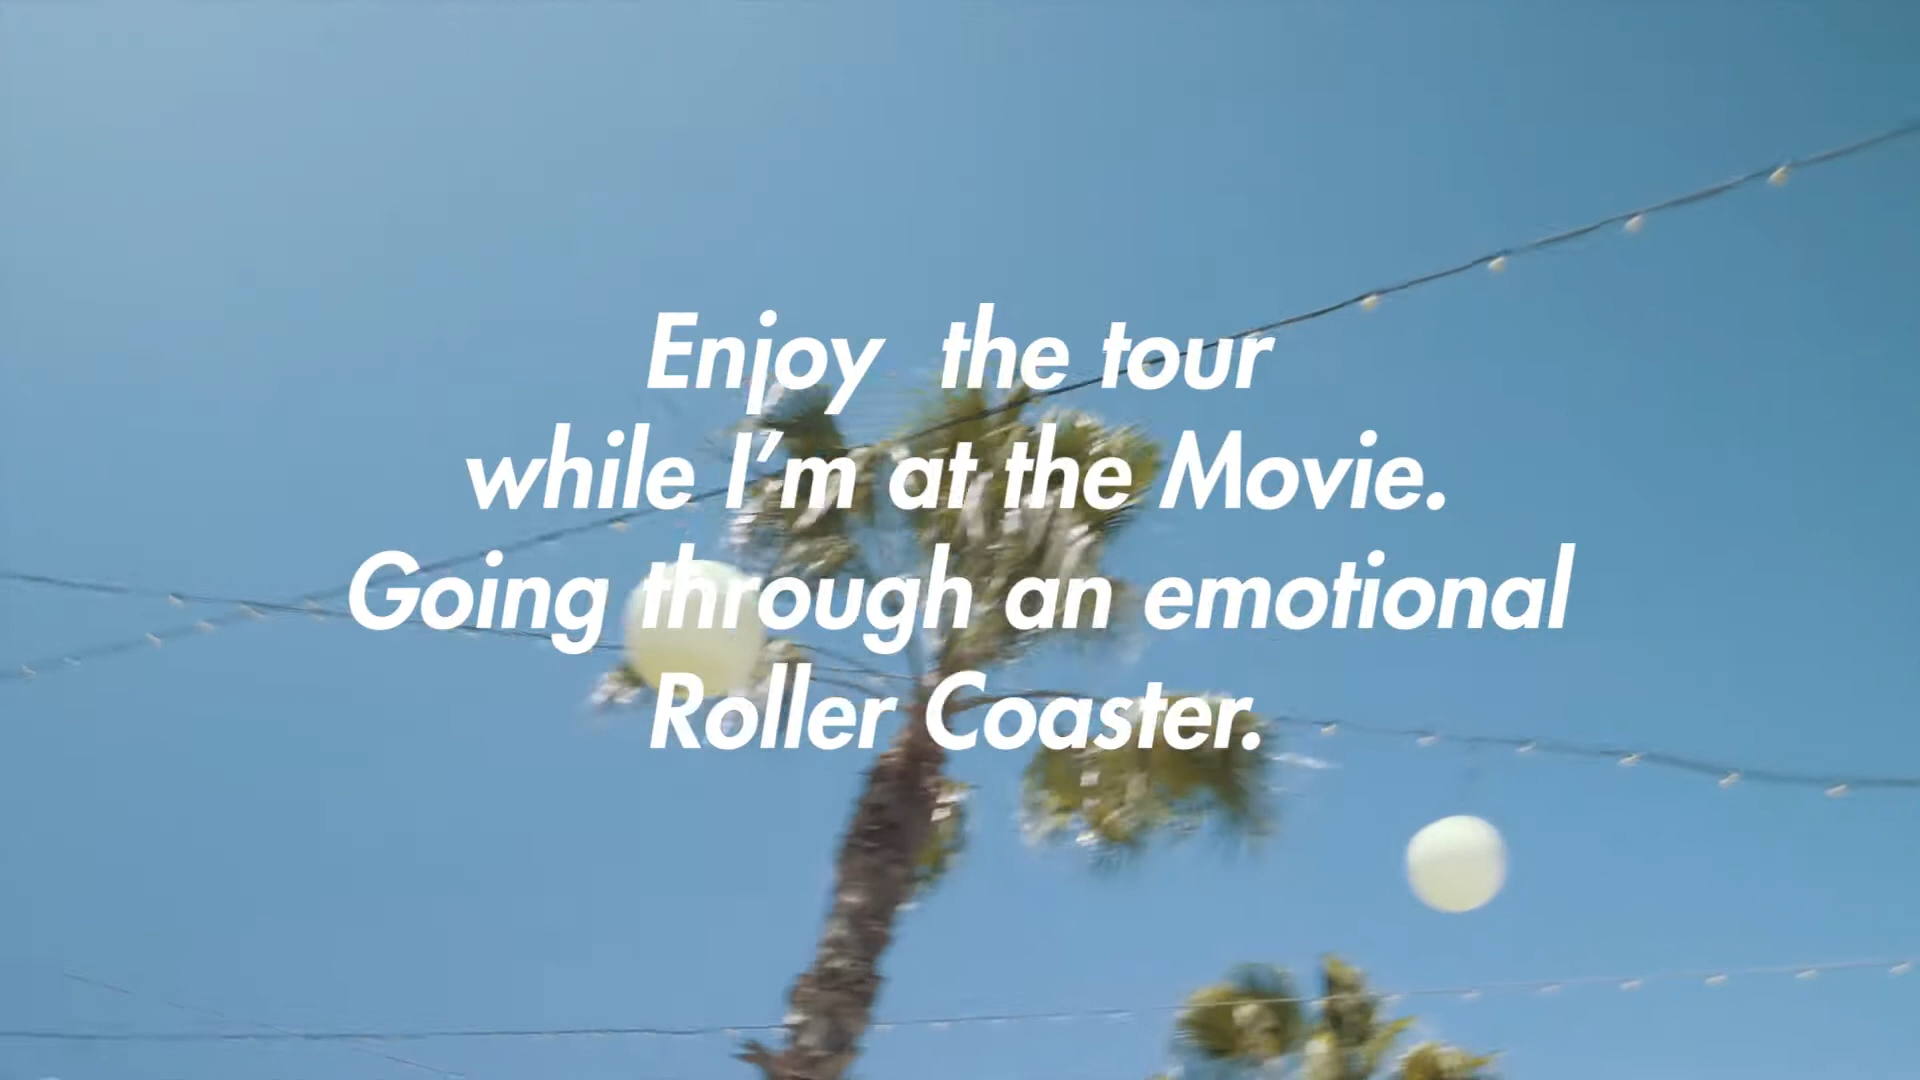 Enjoy  the tour
while I'm at the Movie.
Going through an emotional
Roller Coaster.